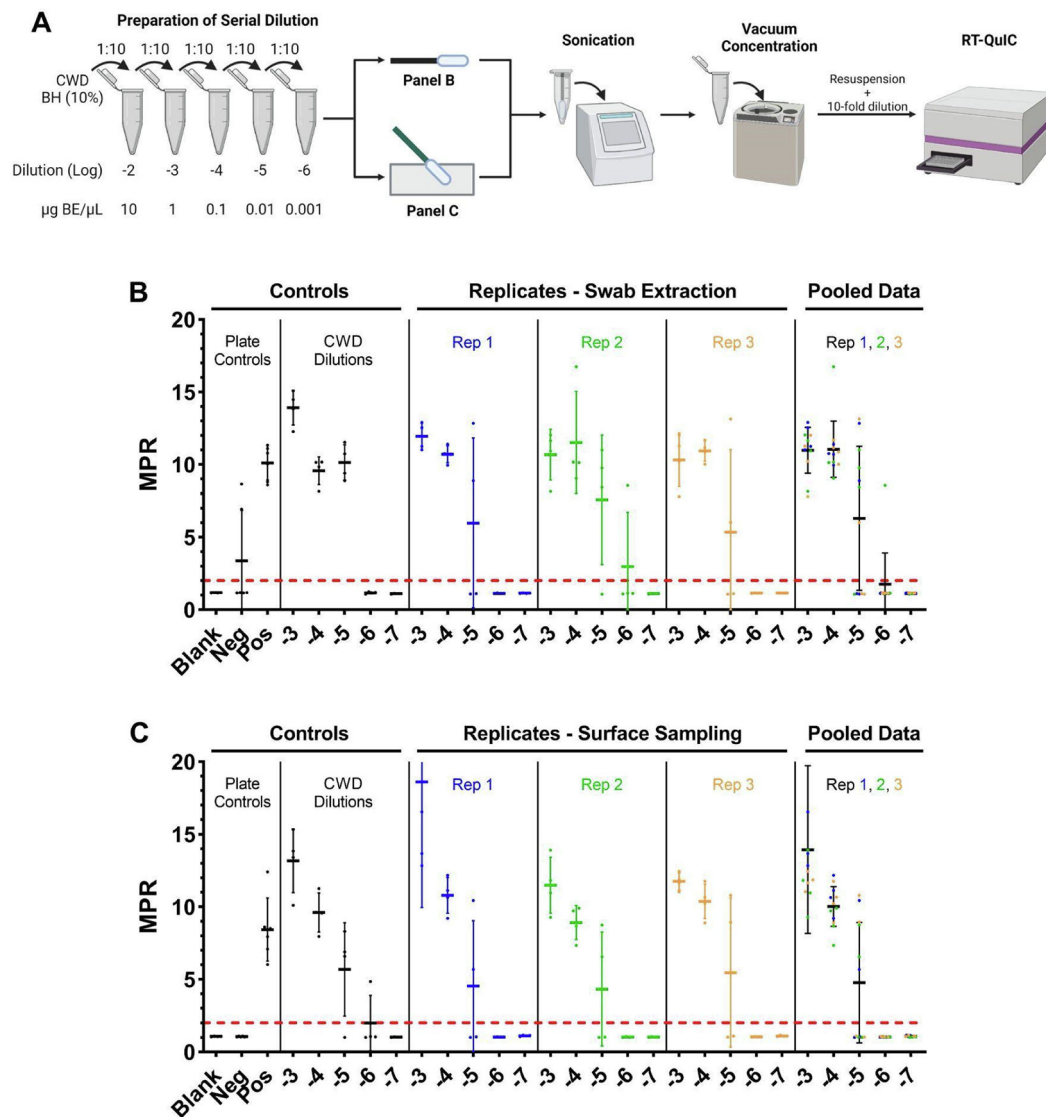 A
Preparation of Serial Dilution
1:10 1:10 1:10 1:10 1:10
CWD
BH (10%)
Dilution (Log) -2 -3 -4 -5 -6
µg BE/µL 10 1 0.1 0.01 0.001
Panel B
Panel C
Sonication
Vacuum
Concentration
Resuspension
+
10-fold dilution
RT-QuIC
B
Controls Replicates - Swab Extraction Pooled Data
Plate
Controls
CWD
Dilutions
Rep 1 Rep 2 Rep 3 Rep 1, 2, 3
MPR
20
15
10
5
0
Blank Neg Pos -3 -4 -5 -6 -7 -3 -4 -5 -6 -7 -3 -4 -5 -6 -7 -3 -4 -5 -6 -7 -3 -4 -5 -6 -7
C
Controls Replicates - Surface Sampling Pooled Data
Plate
Controls
CWD
Dilutions
Rep 1 Rep 2 Rep 3 Rep 1, 2, 3
MPR
20
15
10
5
0
Blank Neg Pos -3 -4 -5 -6 -7 -3 -4 -5 -6 -7 -3 -4 -5 -6 -7 -3 -4 -5 -6 -7 -3 -4 -5 -6 -7